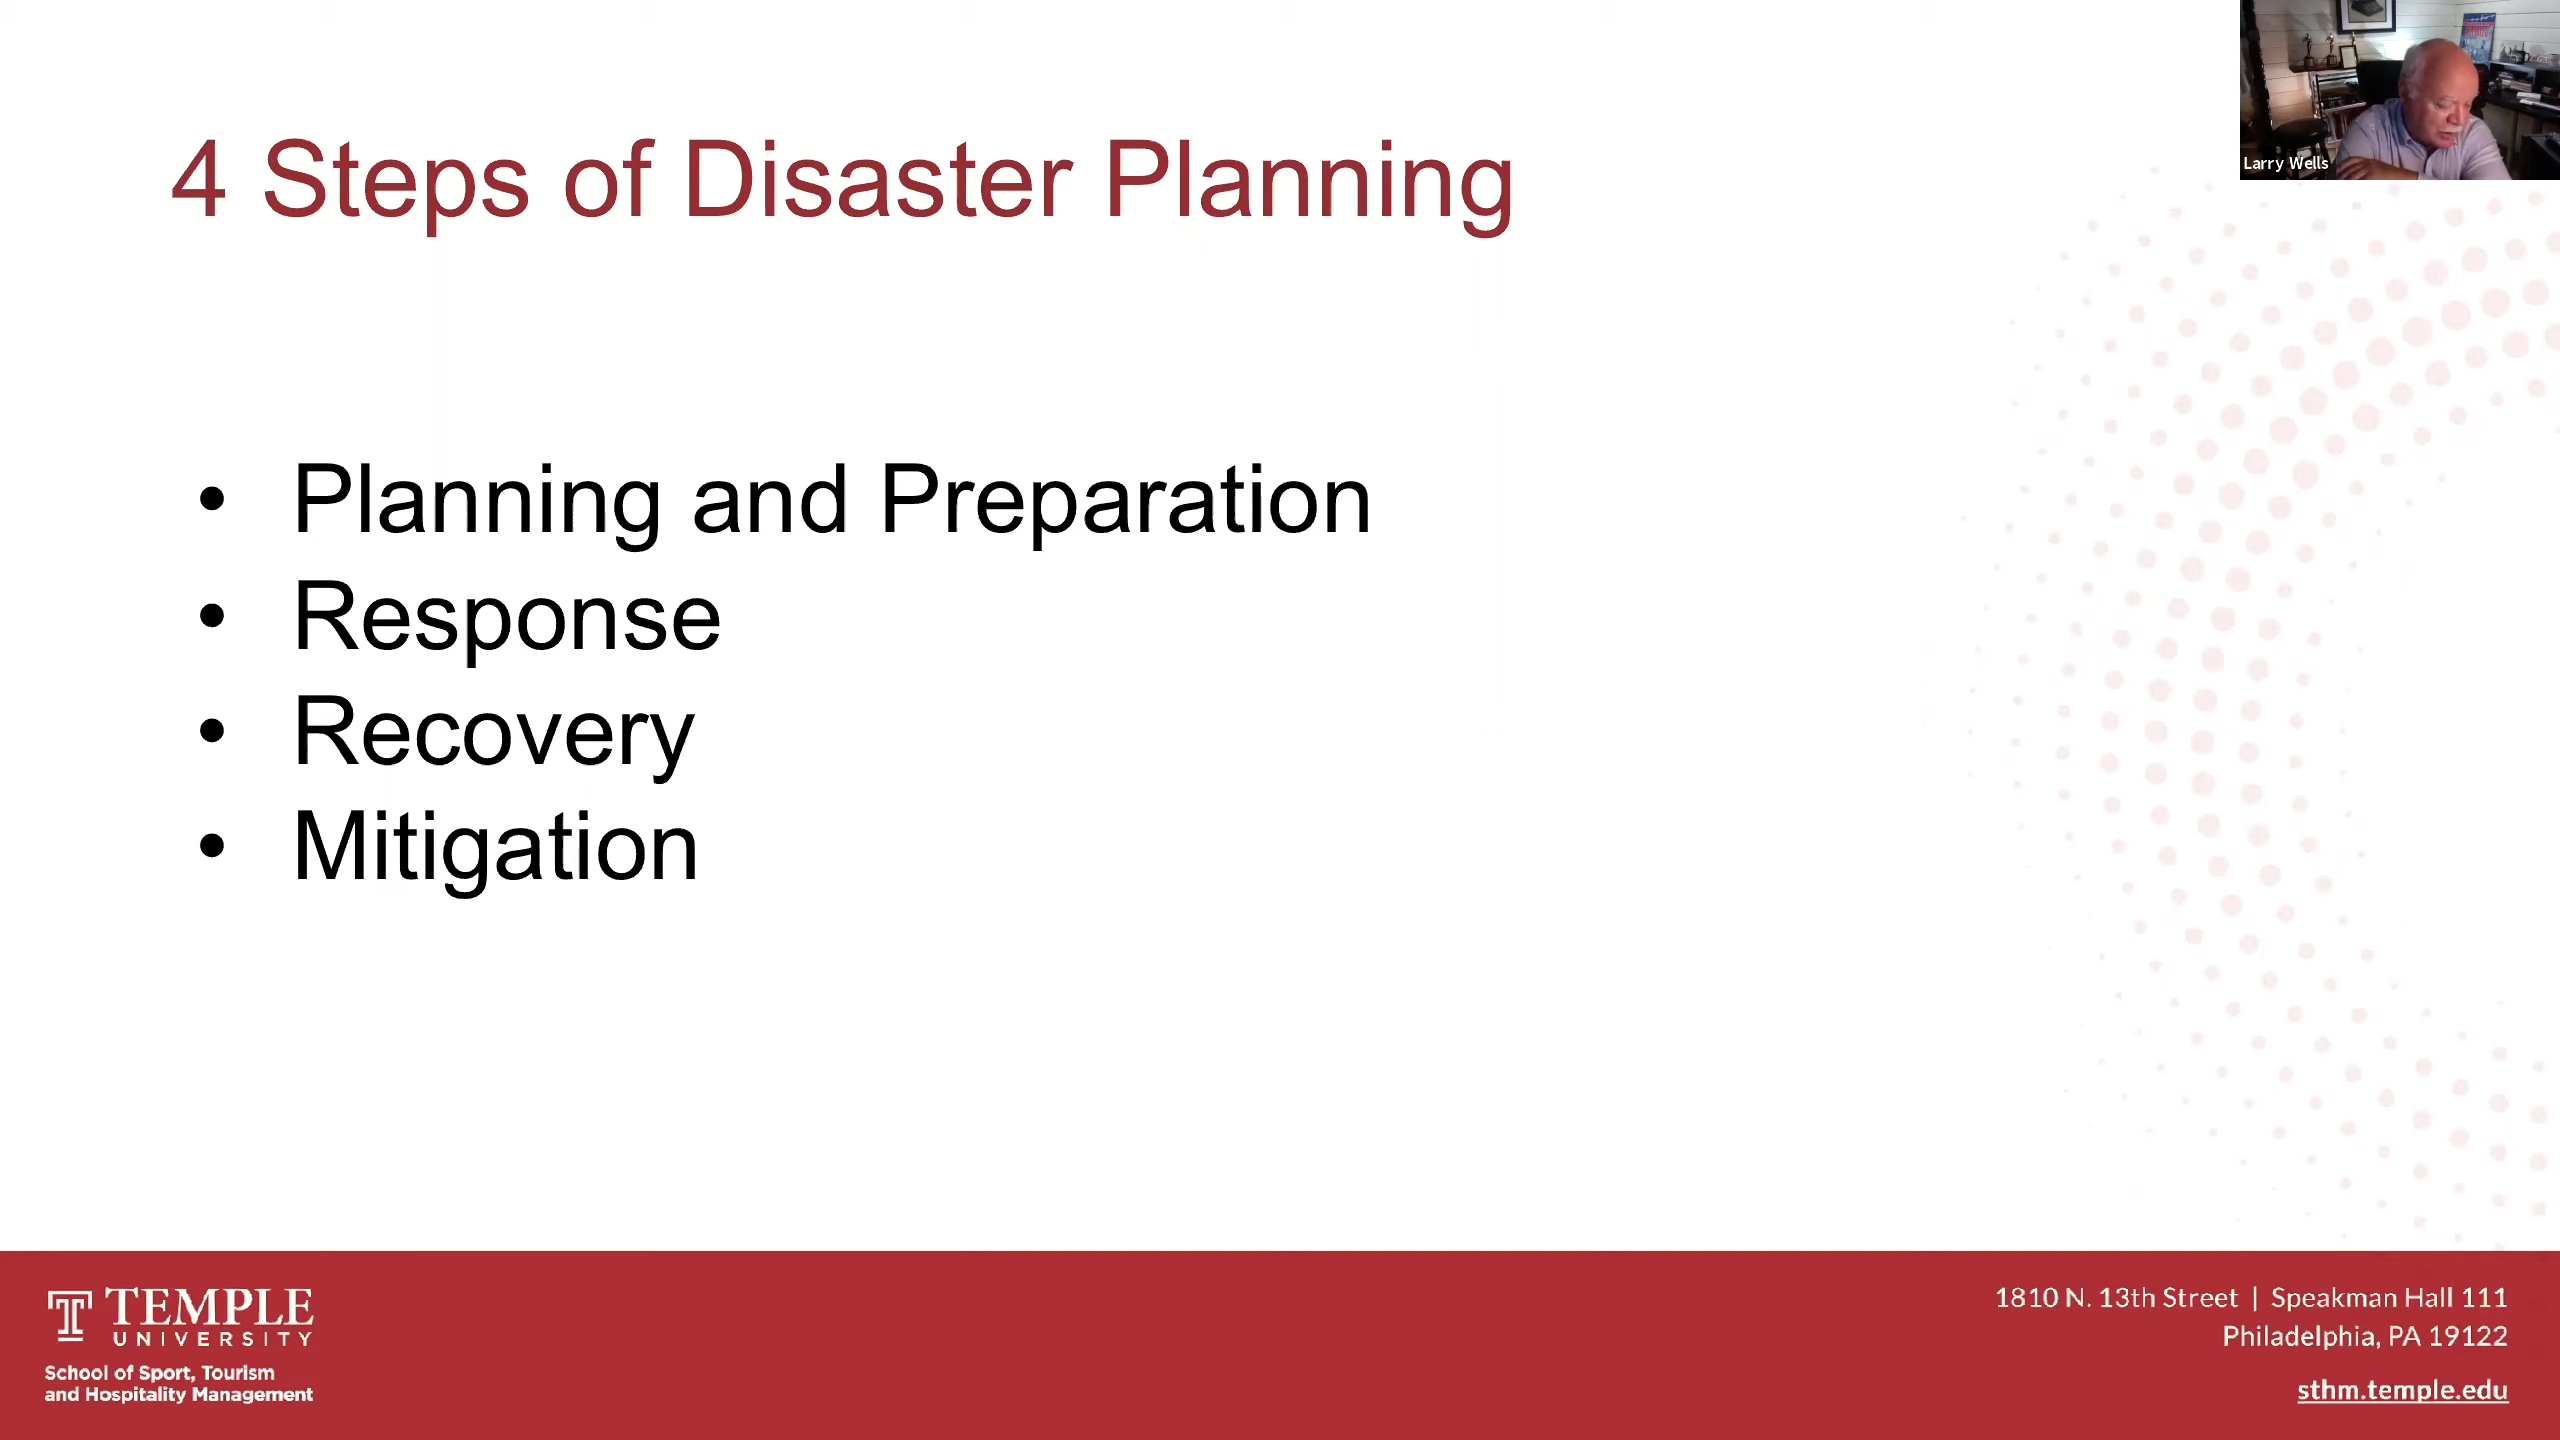 4 Steps of Disaster Planning
Larry Wells
• Planning and Preparation
• Response
• Recovery
• Mitigation
TEMPLE
UNIVERSITY
School of Sport, Tourism
and Hospitality Management
1810 N. 13th Street | Speakman Hall 111
Philadelphia, PA 19122
sthm.temple.edu